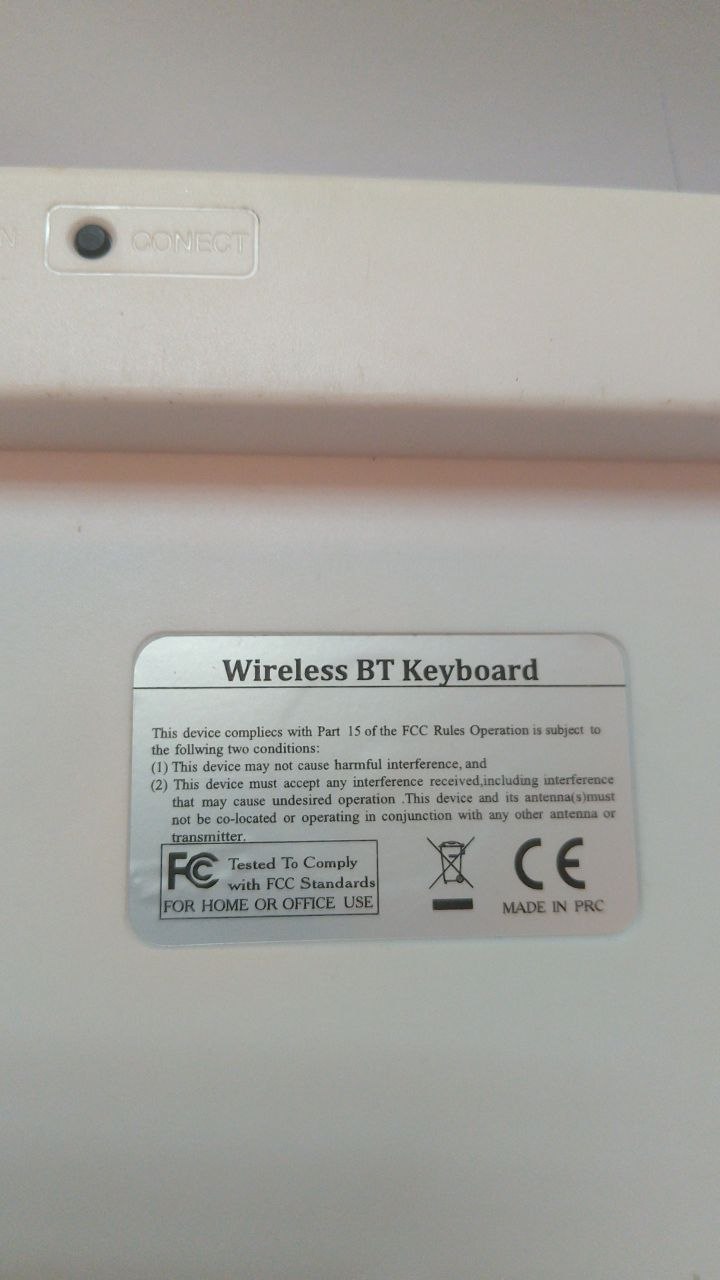 N
CONECT
Wireless BT Keyboard
This device compliecs with Part 15 of the FCC Rules Operation is subject to
the follwing two conditions:
(1) This device may not cause harmful interference, and
(2) This device must accept any interference received,including interference
that may cause undesired operation .This device and its antenna(s)must
not be co-located or operating in conjunction with any other antenna or
transmitter.
FC Tested To Comply
with FCC Standards
FOR HOME OR OFFICE USE
CE
MADE IN PRC